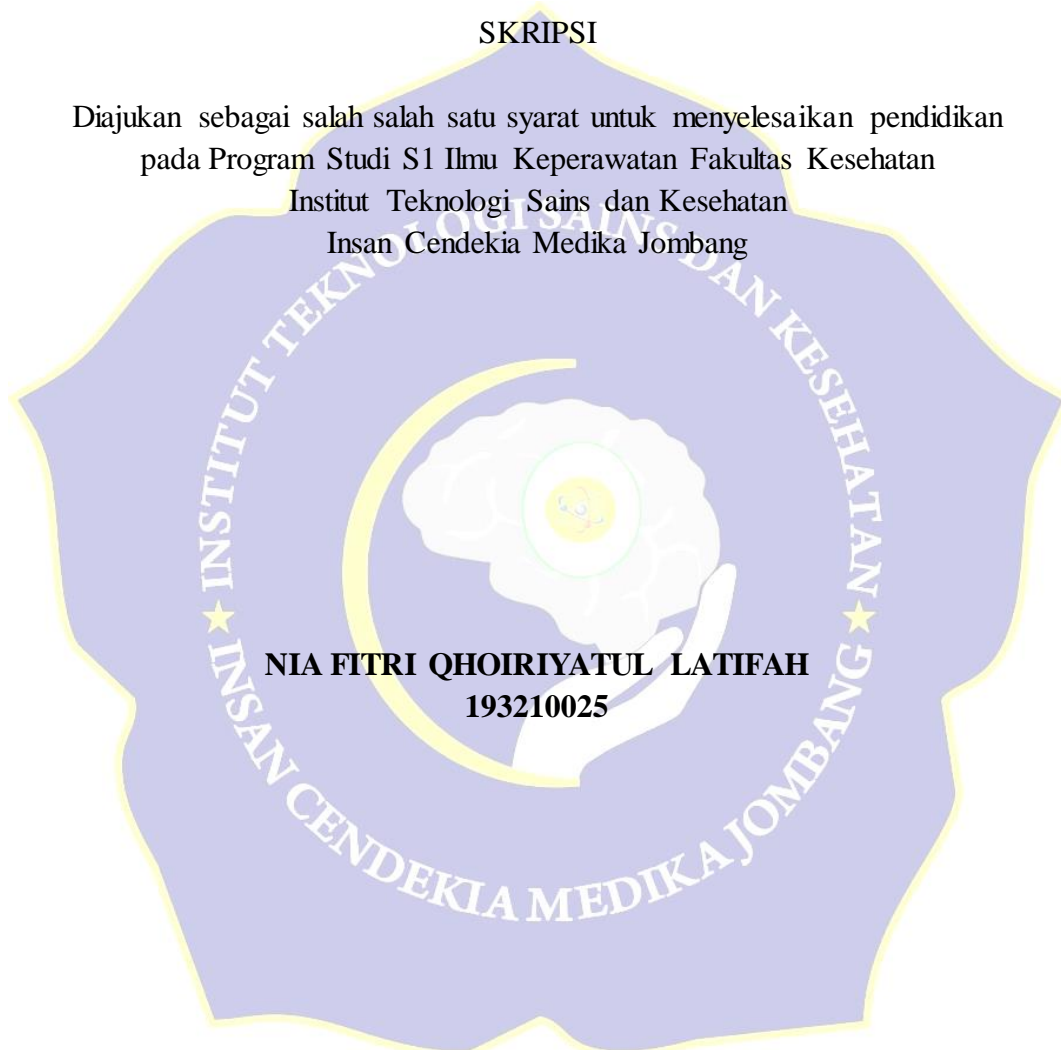 SKRIPSI
Diajukan sebagai salah salah satu syarat untuk menyelesaikan pendidikan
pada Program Studi S1 Ilmu Keperawatan Fakultas Kesehatan
Institut Teknologi Sains dan Kesehatan
Insan Cendekia Medika Jombang
INSTITUT TEKNOLOGI SAINS DAN KESEHATAN
NIA FITRI QHOIRIYATUL LATIFAH
193210025
INSAN CENDEKIA MEDIKA JOMBANG